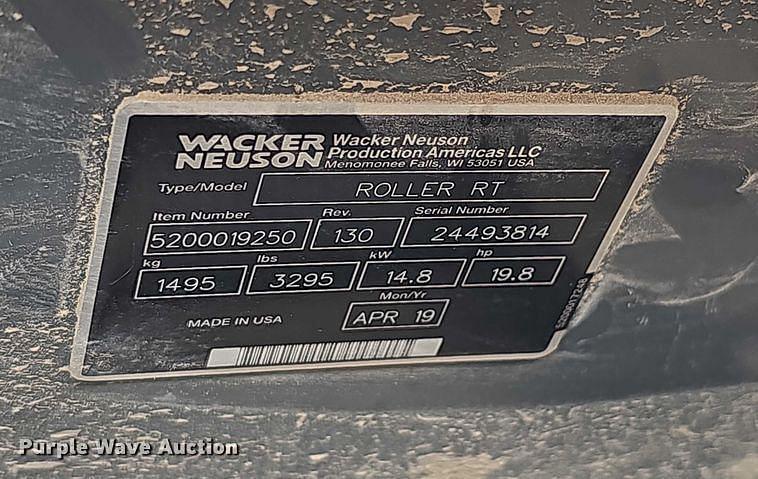 WACKER NEUSON
Wacker Neuson
Production Americas LLC
Menomonee Falls, WI 53051 USA
Type/Model ROLLER RT
Item Number Rev. Serial Number
5200019250 130 24493814
kg lbs kW hp
1495 3295 14.8 19.8
Mon/Yr
MADE IN USA APR 19
5200017248
Purple Wave Auction